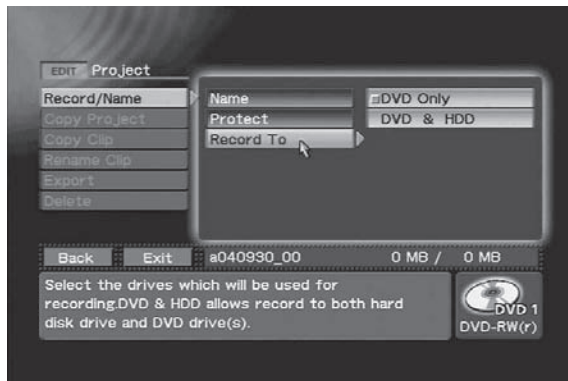 EDIT Project
Record/Name
Copy Project
Copy Clip
Rename Clip
Export
Delete
Name
Protect
Record To
DVD Only
DVD & HDD
Back Exit a040930_00 0 MB / 0 MB
Select the drives which will be used for
recording.DVD & HDD allows record to both hard
disk drive and DVD drive(s).
DVD 1
DVD-RW(r)